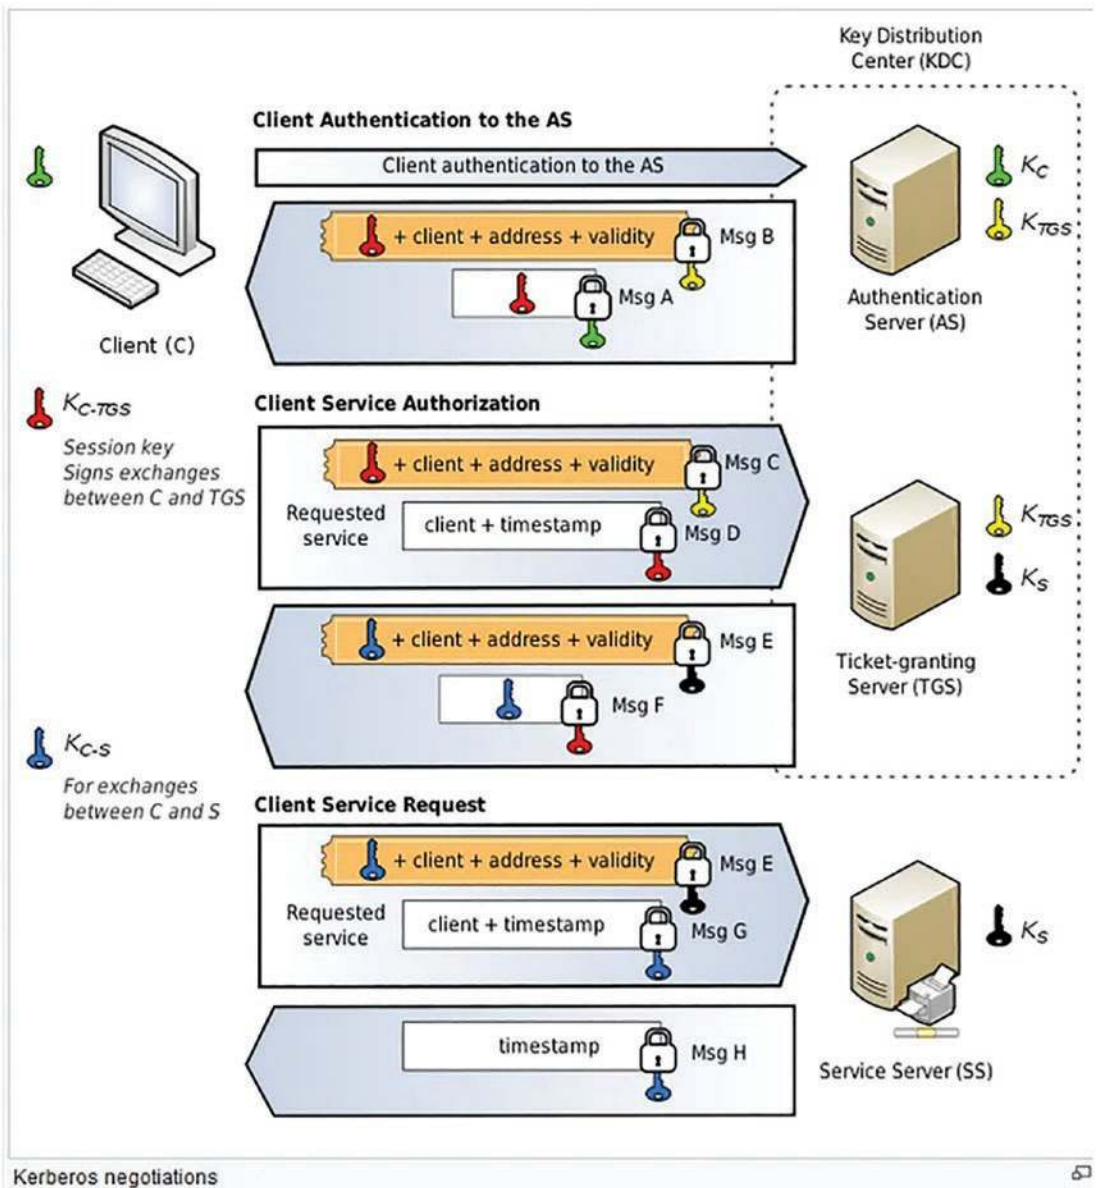 Key Distribution
Center (KDC)
Client Authentication to the AS
Client authentication to the AS
K_C
+ client + address + validity
Msg B
K_TGS
Msg A
Authentication
Server (AS)
Client (C)
K_C-TGS
Session key
Signs exchanges
between C and TGS
Client Service Authorization
+ client + address + validity
Msg C
Requested
service
client + timestamp
Msg D
K_TGS
K_S
+ client + address + validity
Msg E
Ticket-granting
Server (TGS)
Msg F
K_C-S
For exchanges
between C and S
Client Service Request
+ client + address + validity
Msg E
Requested
service
client + timestamp
Msg G
K_S
timestamp
Msg H
Service Server (SS)
Kerberos negotiations